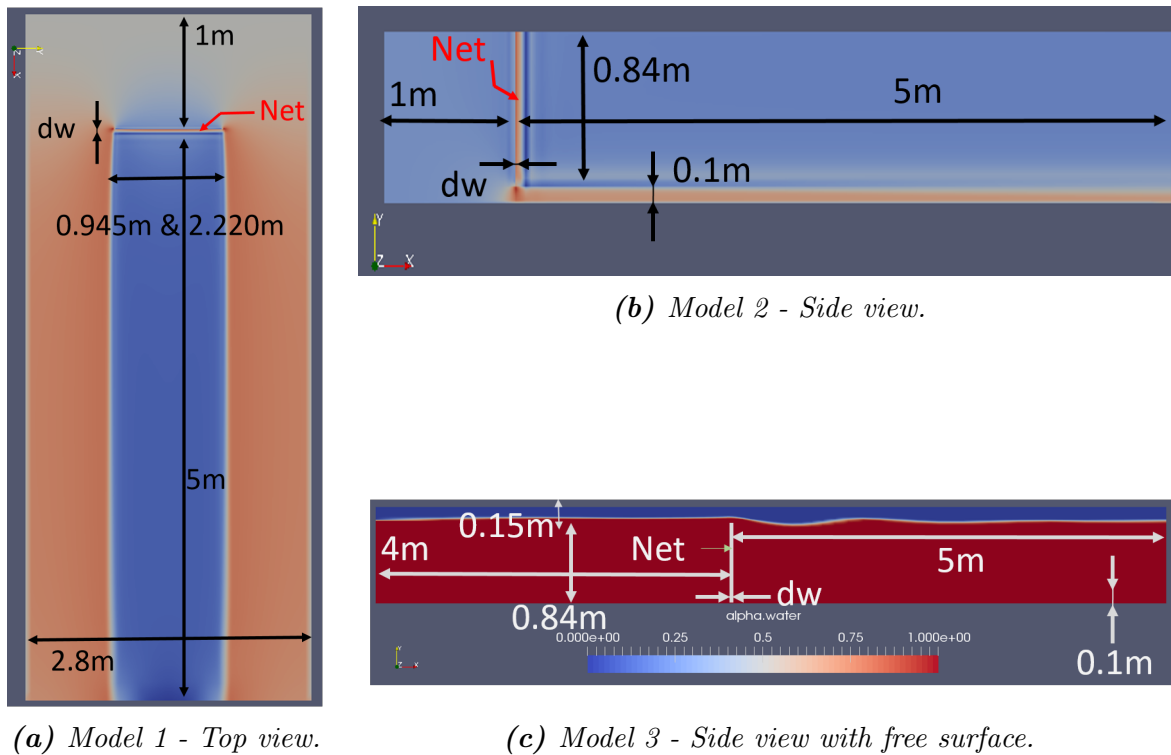 1m
Net
dw
0.945m & 2.220m
5m
2.8m
Z
Y
X
(a) Model 1 - Top view.
Net
0.84m
1m
5m
dw
0.1m
Y
Z
X
(b) Model 2 - Side view.
0.15m
4m
Net
5m
dw
0.84m
alpha.water
0.000e+00 0.25 0.5 0.75 1.000e+00
0.1m
(c) Model 3 - Side view with free surface.